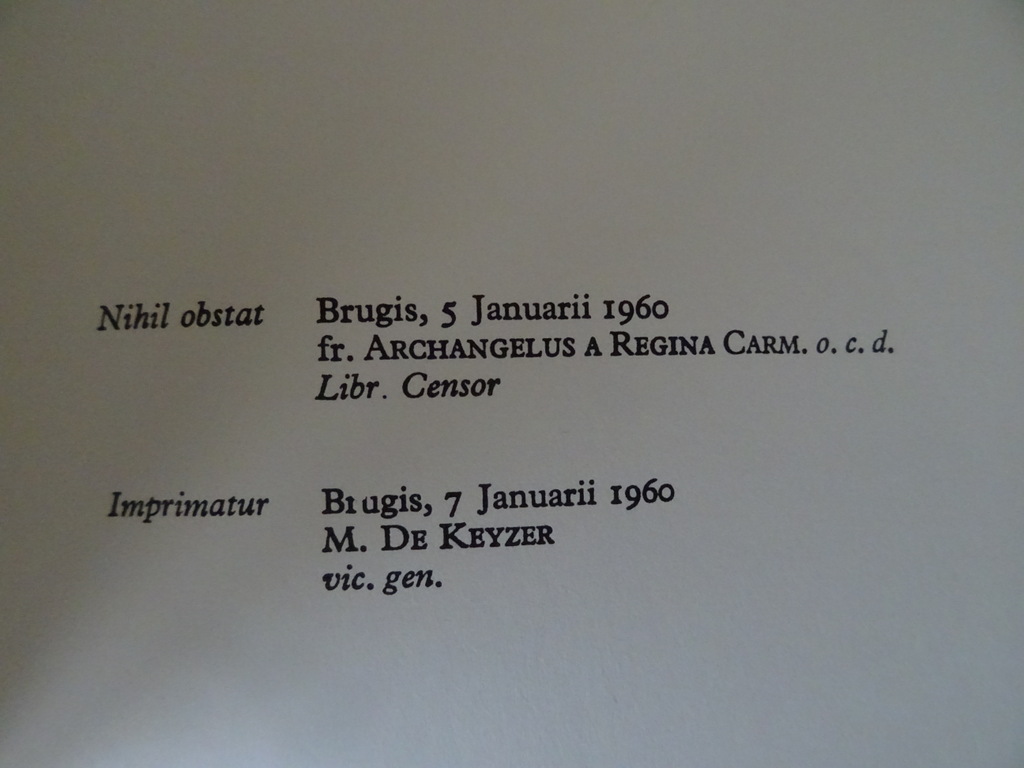 Nihil obstat Brugis, 5 Januarii 1960
fr. ARCHANGELUS A REGINA CARM. o. c. d.
Libr. Censor
Imprimatur Brugis, 7 Januarii 1960
M. DE KEYZER
vic. gen.